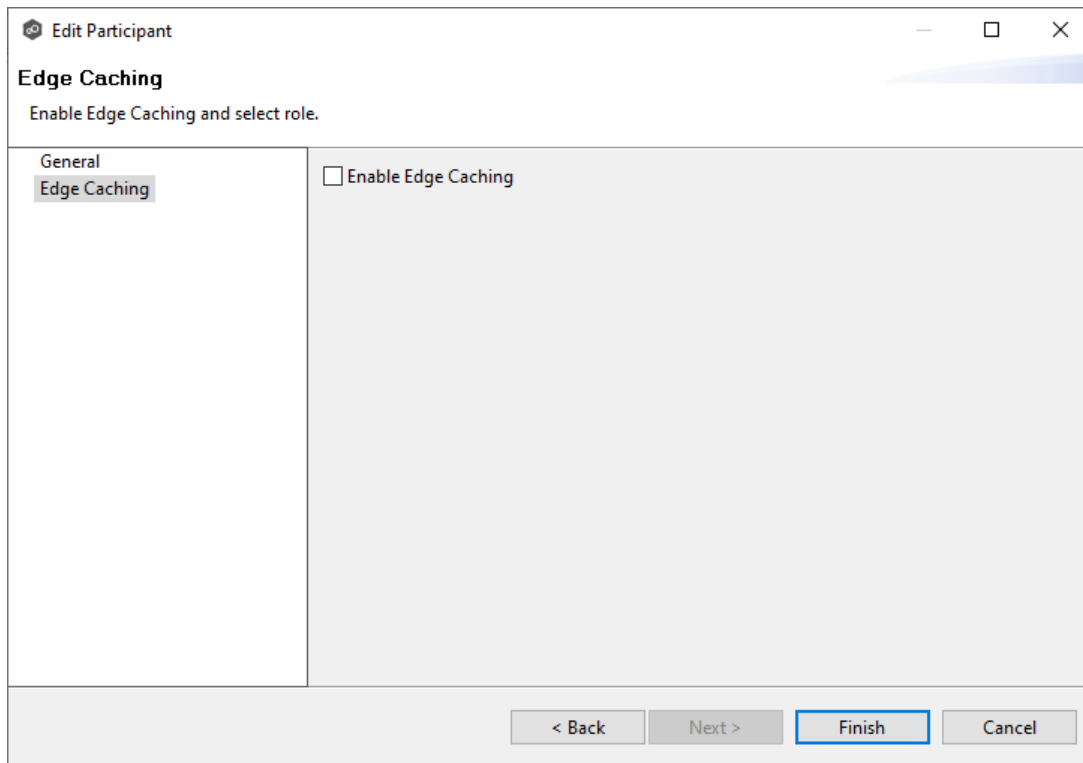 Edit Participant
Edge Caching
Enable Edge Caching and select role.
General
Edge Caching
Enable Edge Caching
< Back
Next >
Finish
Cancel